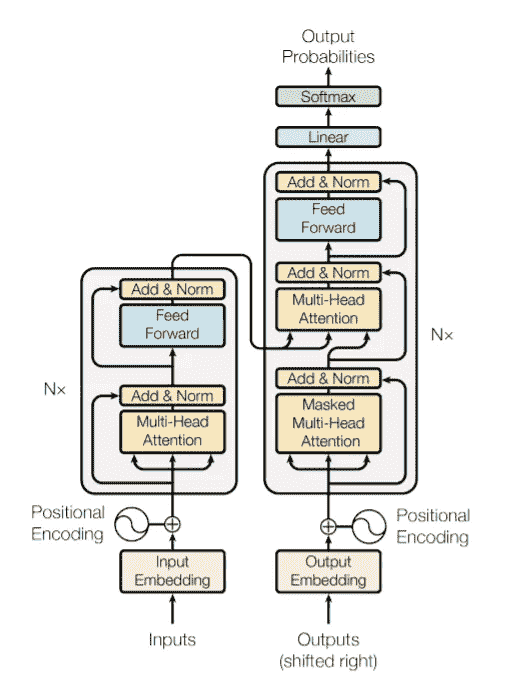 Output
Probabilities
Softmax
Linear
Add & Norm
Feed
Forward
Add & Norm
Multi-Head
Attention
Add & Norm
Masked
Multi-Head
Attention
Nx
Add & Norm
Feed
Forward
Add & Norm
Multi-Head
Attention
Nx
Positional
Encoding
Input
Embedding
Inputs
Positional
Encoding
Output
Embedding
Outputs
(shifted right)